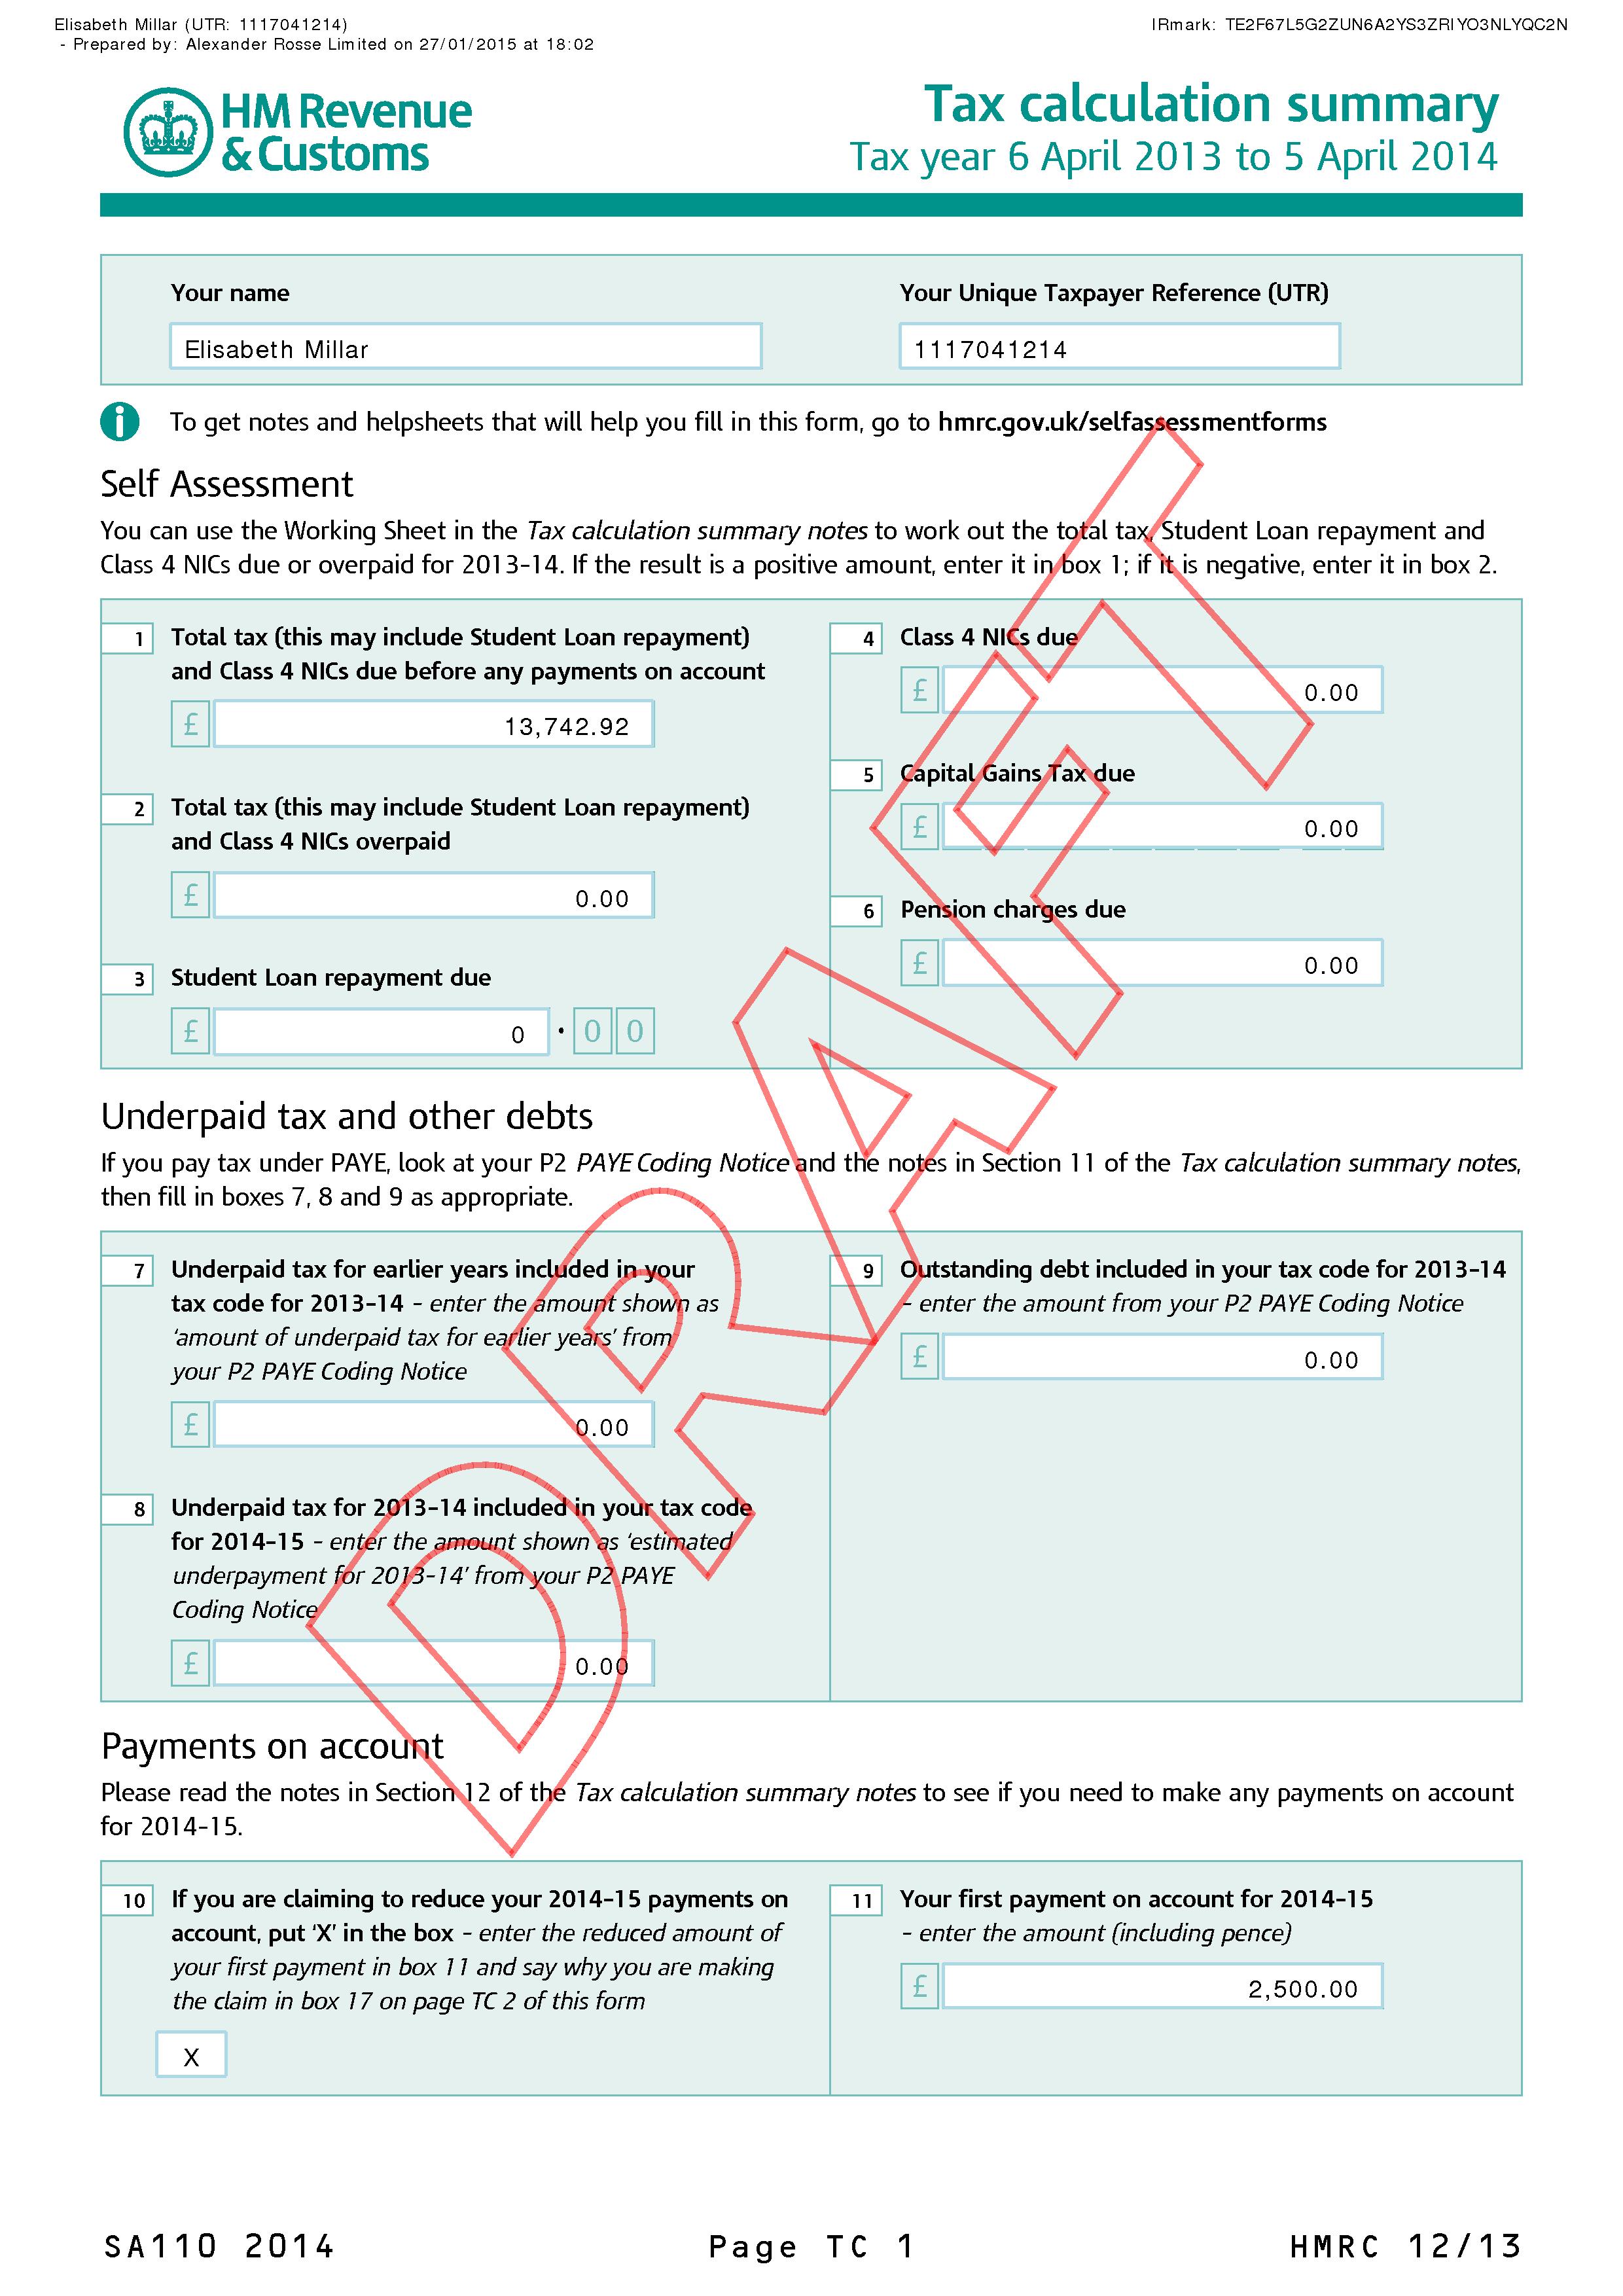 Elisabeth Millar (UTR: 1117041214)
- Prepared by: Alexander Rosse Limited on 27/01/2015 at 18:02
IRmark: TE2F67L5G2ZUN6A2YS3ZRIYO3NLYQC2N
HM Revenue
& Customs
Tax calculation summary
Tax year 6 April 2013 to 5 April 2014
Your name
Elisabeth Millar
Your Unique Taxpayer Reference (UTR)
1117041214
i To get notes and helpsheets that will help you fill in this form, go to hmrc.gov.uk/selfassessmentforms
Self Assessment
You can use the Working Sheet in the Tax calculation summary notes to work out the total tax, Student Loan repayment and
Class 4 NICs due or overpaid for 2013–14. If the result is a positive amount, enter it in box 1; if it is negative, enter it in box 2.
1 Total tax (this may include Student Loan repayment)
and Class 4 NICs due before any payments on account
£ 13,742.92
2 Total tax (this may include Student Loan repayment)
and Class 4 NICs overpaid
£ 0.00
3 Student Loan repayment due
£ 0 • 0 0
4 Class 4 NICs due
£ 0.00
5 Capital Gains Tax due
£ 0.00
6 Pension charges due
£ 0.00
Underpaid tax and other debts
If you pay tax under PAYE, look at your P2 PAYE Coding Notice and the notes in Section 11 of the Tax calculation summary notes,
then fill in boxes 7, 8 and 9 as appropriate.
7 Underpaid tax for earlier years included in your
tax code for 2013–14 – enter the amount shown as
‘amount of underpaid tax for earlier years’ from
your P2 PAYE Coding Notice
£ 0.00
8 Underpaid tax for 2013–14 included in your tax code
for 2014–15 – enter the amount shown as ‘estimated
underpayment for 2013–14’ from your P2 PAYE
Coding Notice
£ 0.00
9 Outstanding debt included in your tax code for 2013–14
– enter the amount from your P2 PAYE Coding Notice
£ 0.00
Payments on account
Please read the notes in Section 12 of the Tax calculation summary notes to see if you need to make any payments on account
for 2014–15.
10 If you are claiming to reduce your 2014–15 payments on
account, put ‘X’ in the box – enter the reduced amount of
your first payment in box 11 and say why you are making
the claim in box 17 on page TC 2 of this form
X
11 Your first payment on account for 2014–15
– enter the amount (including pence)
£ 2,500.00
DRAFT
SA110 2014
Page TC 1
HMRC 12/13